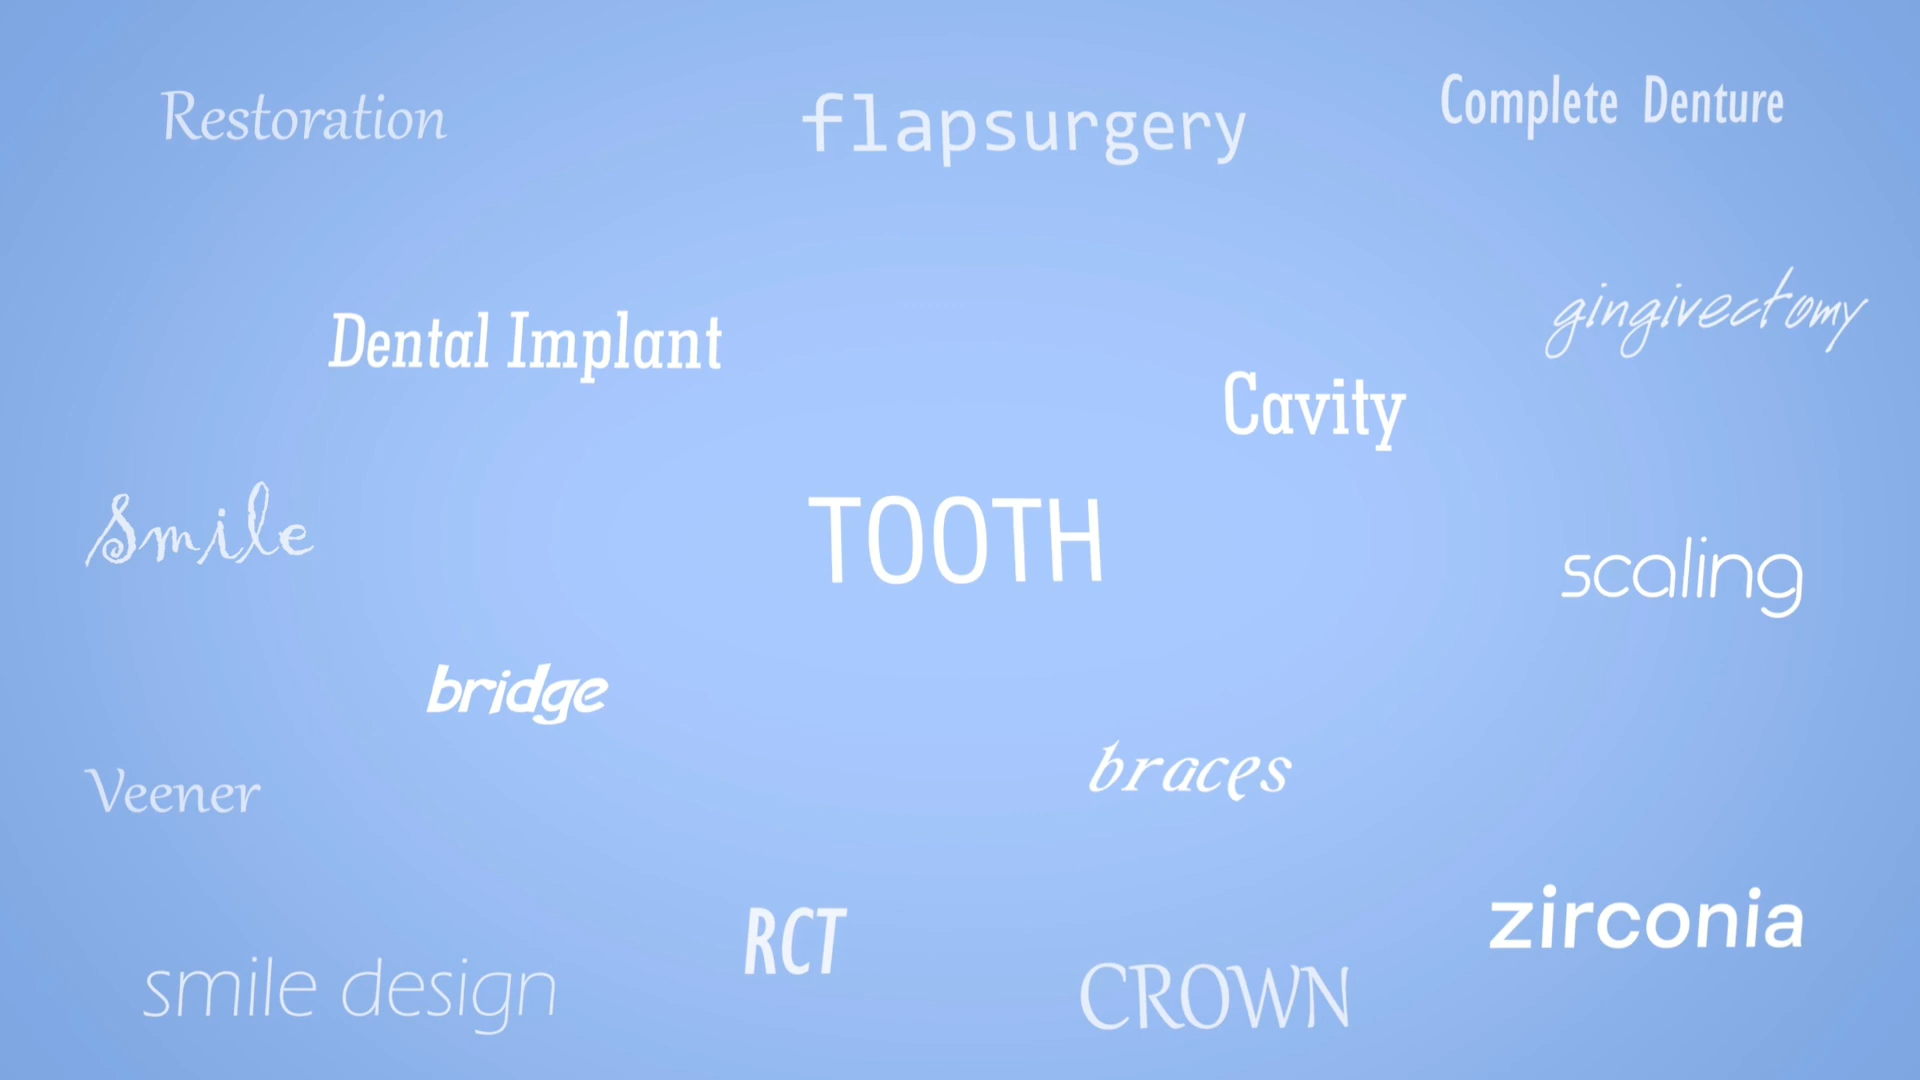 Restoration
flapsurgery
Complete Denture
gingivectomy
Dental Implant
Cavity
Smile
TOOTH
scaling
bridge
braces
Veener
RCT
zirconia
smile design
CROWN